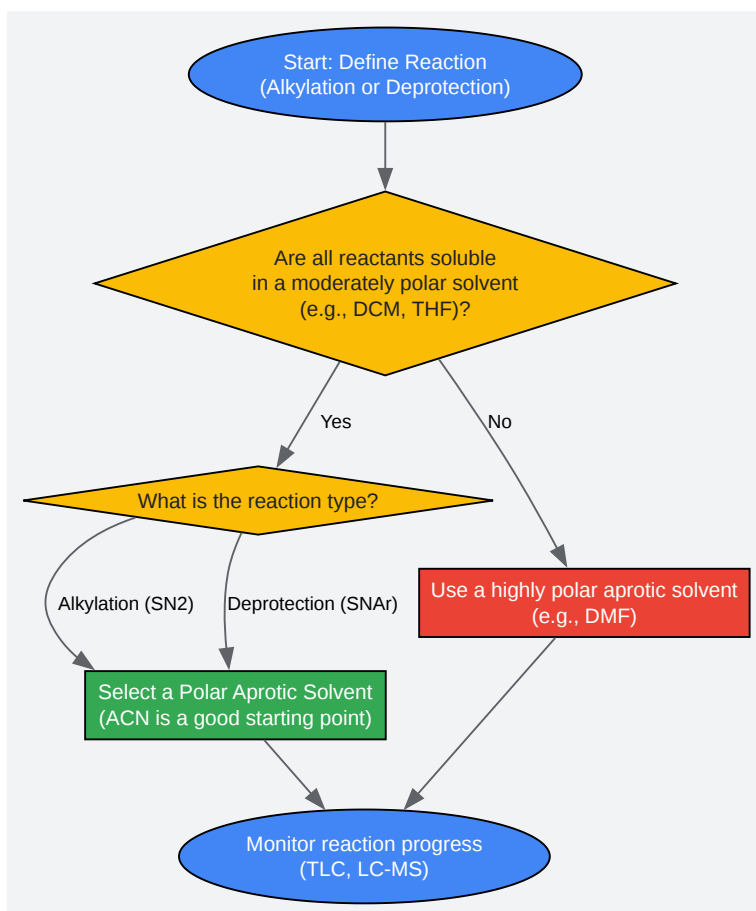 Start: Define Reaction
(Alkylation or Deprotection)
Are all reactants soluble
in a moderately polar solvent
(e.g., DCM, THF)?
Yes
No
What is the reaction type?
Alkylation (SN2)
Deprotection (SNAr)
Use a highly polar aprotic solvent
(e.g., DMF)
Select a Polar Aprotic Solvent
(ACN is a good starting point)
Monitor reaction progress
(TLC, LC-MS)